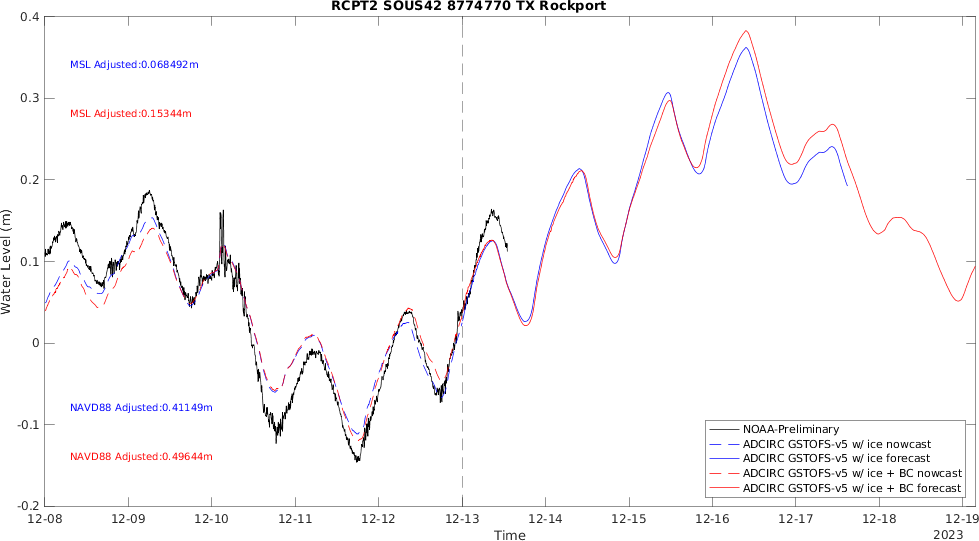 RCPT2 SOUS42 8774770 TX Rockport
0.4
0.3
0.2
0.1
0
-0.1
-0.2
Water Level (m)
MSL Adjusted:0.068492m
MSL Adjusted:0.15344m
NAVD88 Adjusted:0.41149m
NAVD88 Adjusted:0.49644m
NOAA-Preliminary
ADCIRC GSTOFS-v5 w/ ice nowcast
ADCIRC GSTOFS-v5 w/ ice forecast
ADCIRC GSTOFS-v5 w/ ice + BC nowcast
ADCIRC GSTOFS-v5 w/ ice + BC forecast
12-08 12-09 12-10 12-11 12-12 12-13 12-14 12-15 12-16 12-17 12-18 12-19
Time
2023